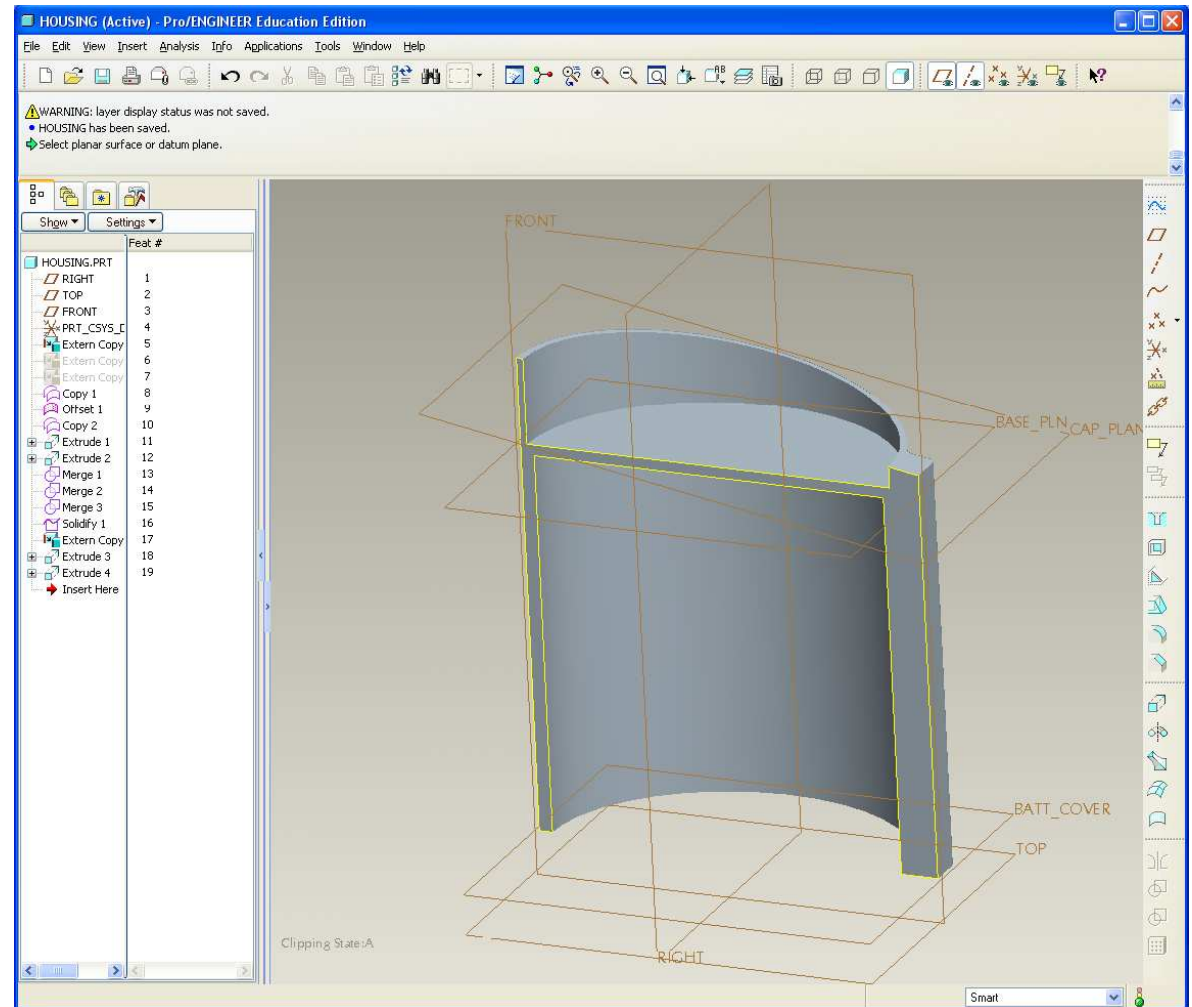 HOUSING (Active) - Pro/ENGINEER Education Edition
File Edit View Insert Analysis Info Applications Tools Window Help
WARNING: layer display status was not saved.
HOUSING has been saved.
Select planar surface or datum plane.
Show Settings
Feat #
HOUSING.PRT
RIGHT 1
TOP 2
FRONT 3
PRT_CSYS_D 4
Extern Copy 5
Extern Copy 6
Extern Copy 7
Copy 1 8
Offset 1 9
Copy 2 10
Extrude 1 11
Extrude 2 12
Merge 1 13
Merge 2 14
Merge 3 15
Solidify 1 16
Extern Copy 17
Extrude 3 18
Extrude 4 19
Insert Here
FRONT
BASE_PLN
CAP_PLAN
BATT_COVER
TOP
RIGHT
Clipping State:A
Smart